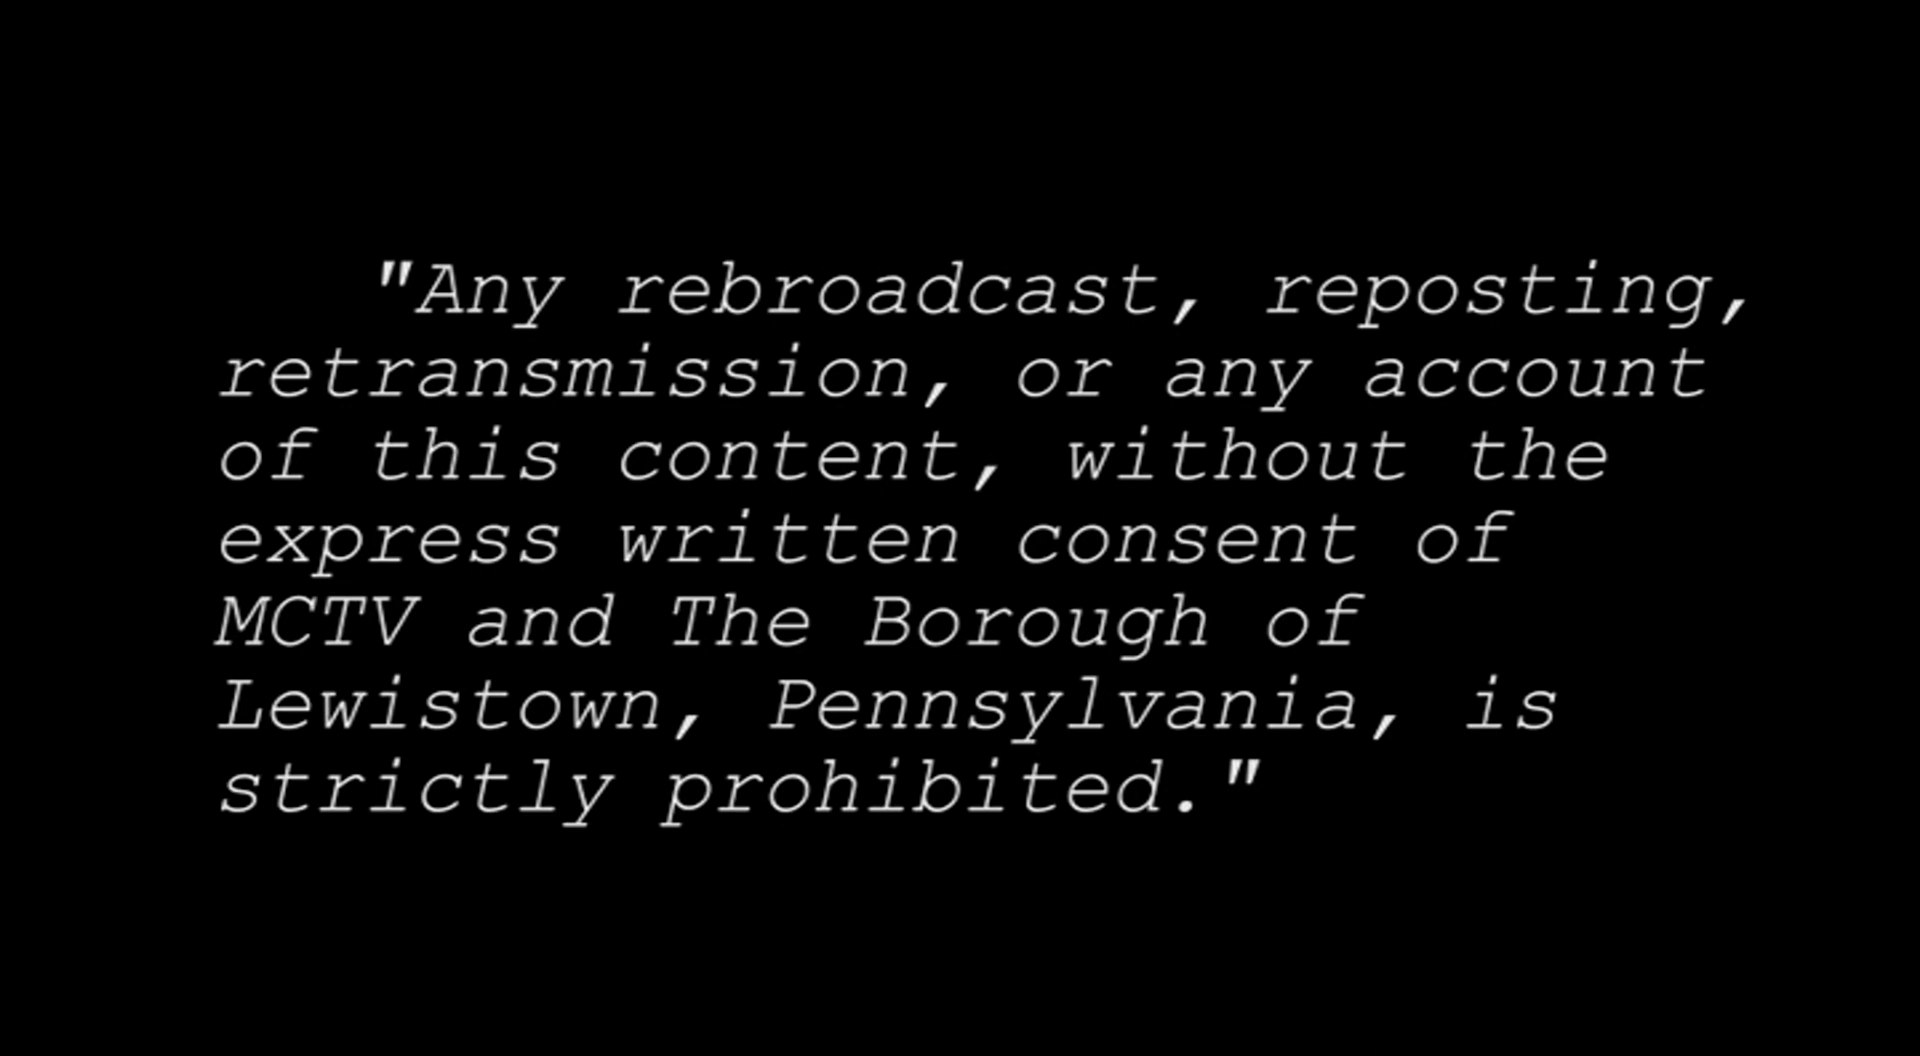 "Any rebroadcast, reposting,
retransmission, or any account
of this content, without the
express written consent of
MCTV and The Borough of
Lewistown, Pennsylvania, is
strictly prohibited."